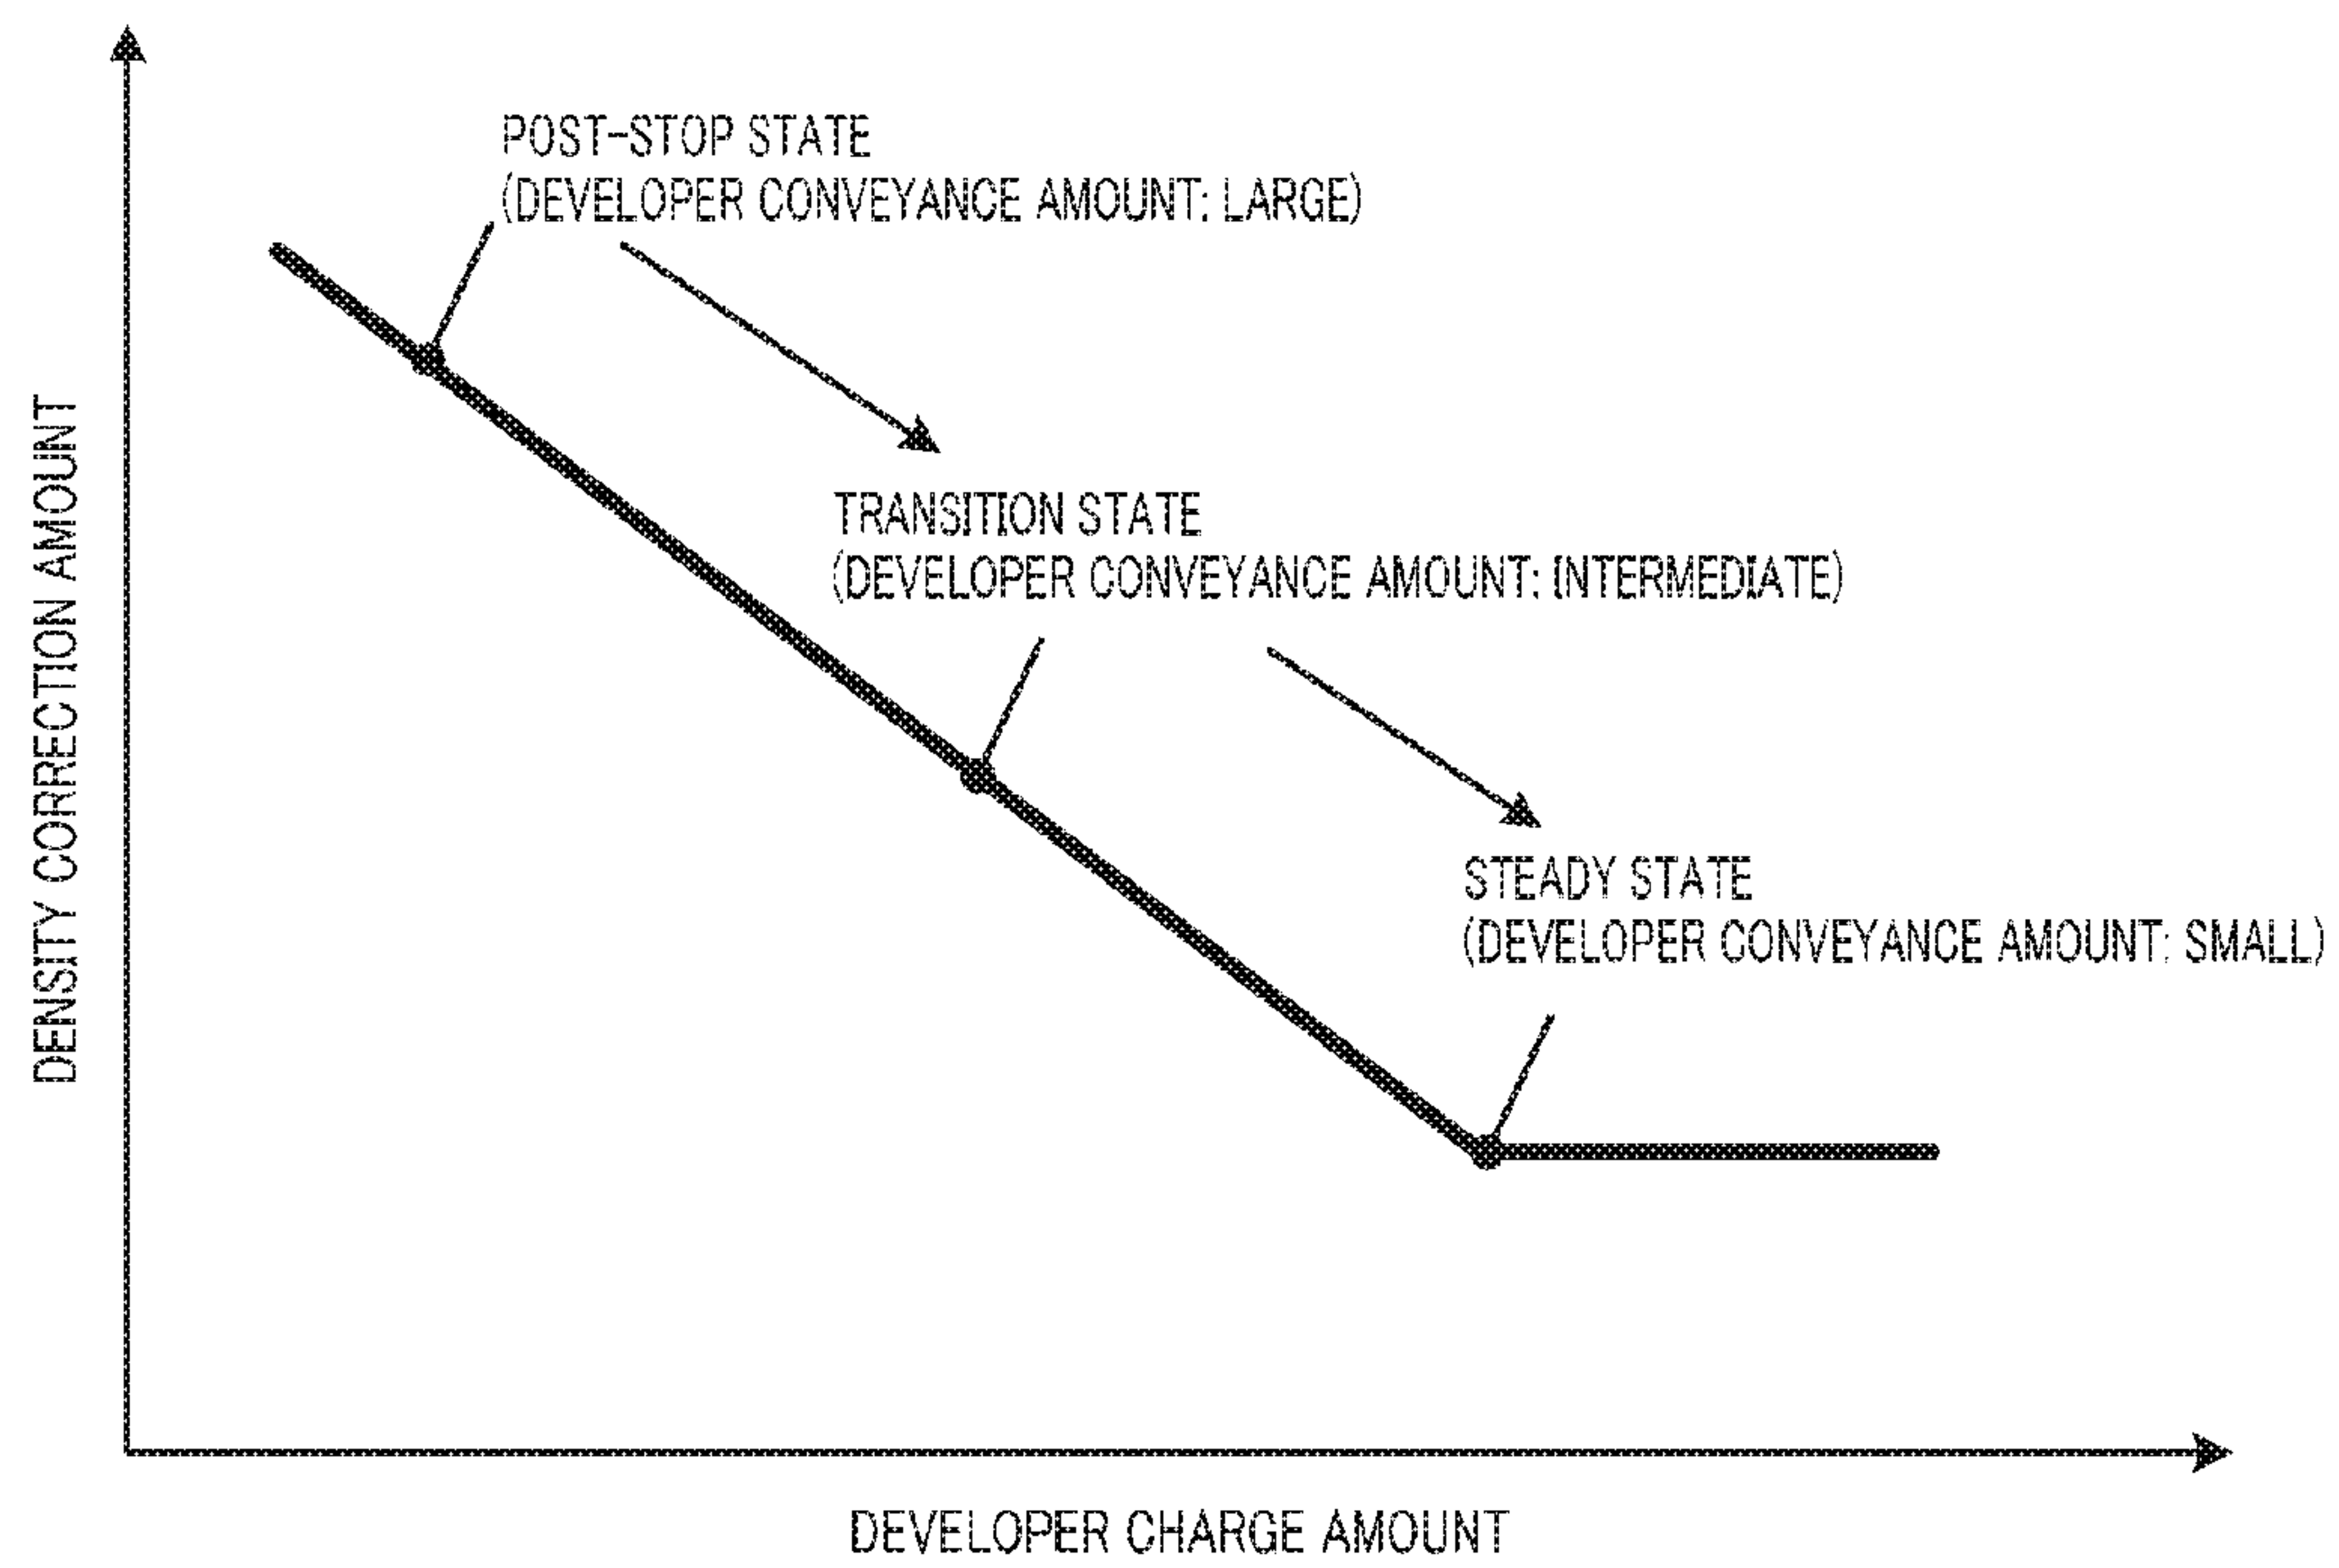 POST-STOP STATE
(DEVELOPER CONVEYANCE AMOUNT: LARGE)
TRANSITION STATE
(DEVELOPER CONVEYANCE AMOUNT: INTERMEDIATE)
STEADY STATE
(DEVELOPER CONVEYANCE AMOUNT: SMALL)
DENSITY CORRECTION AMOUNT
DEVELOPER CHARGE AMOUNT